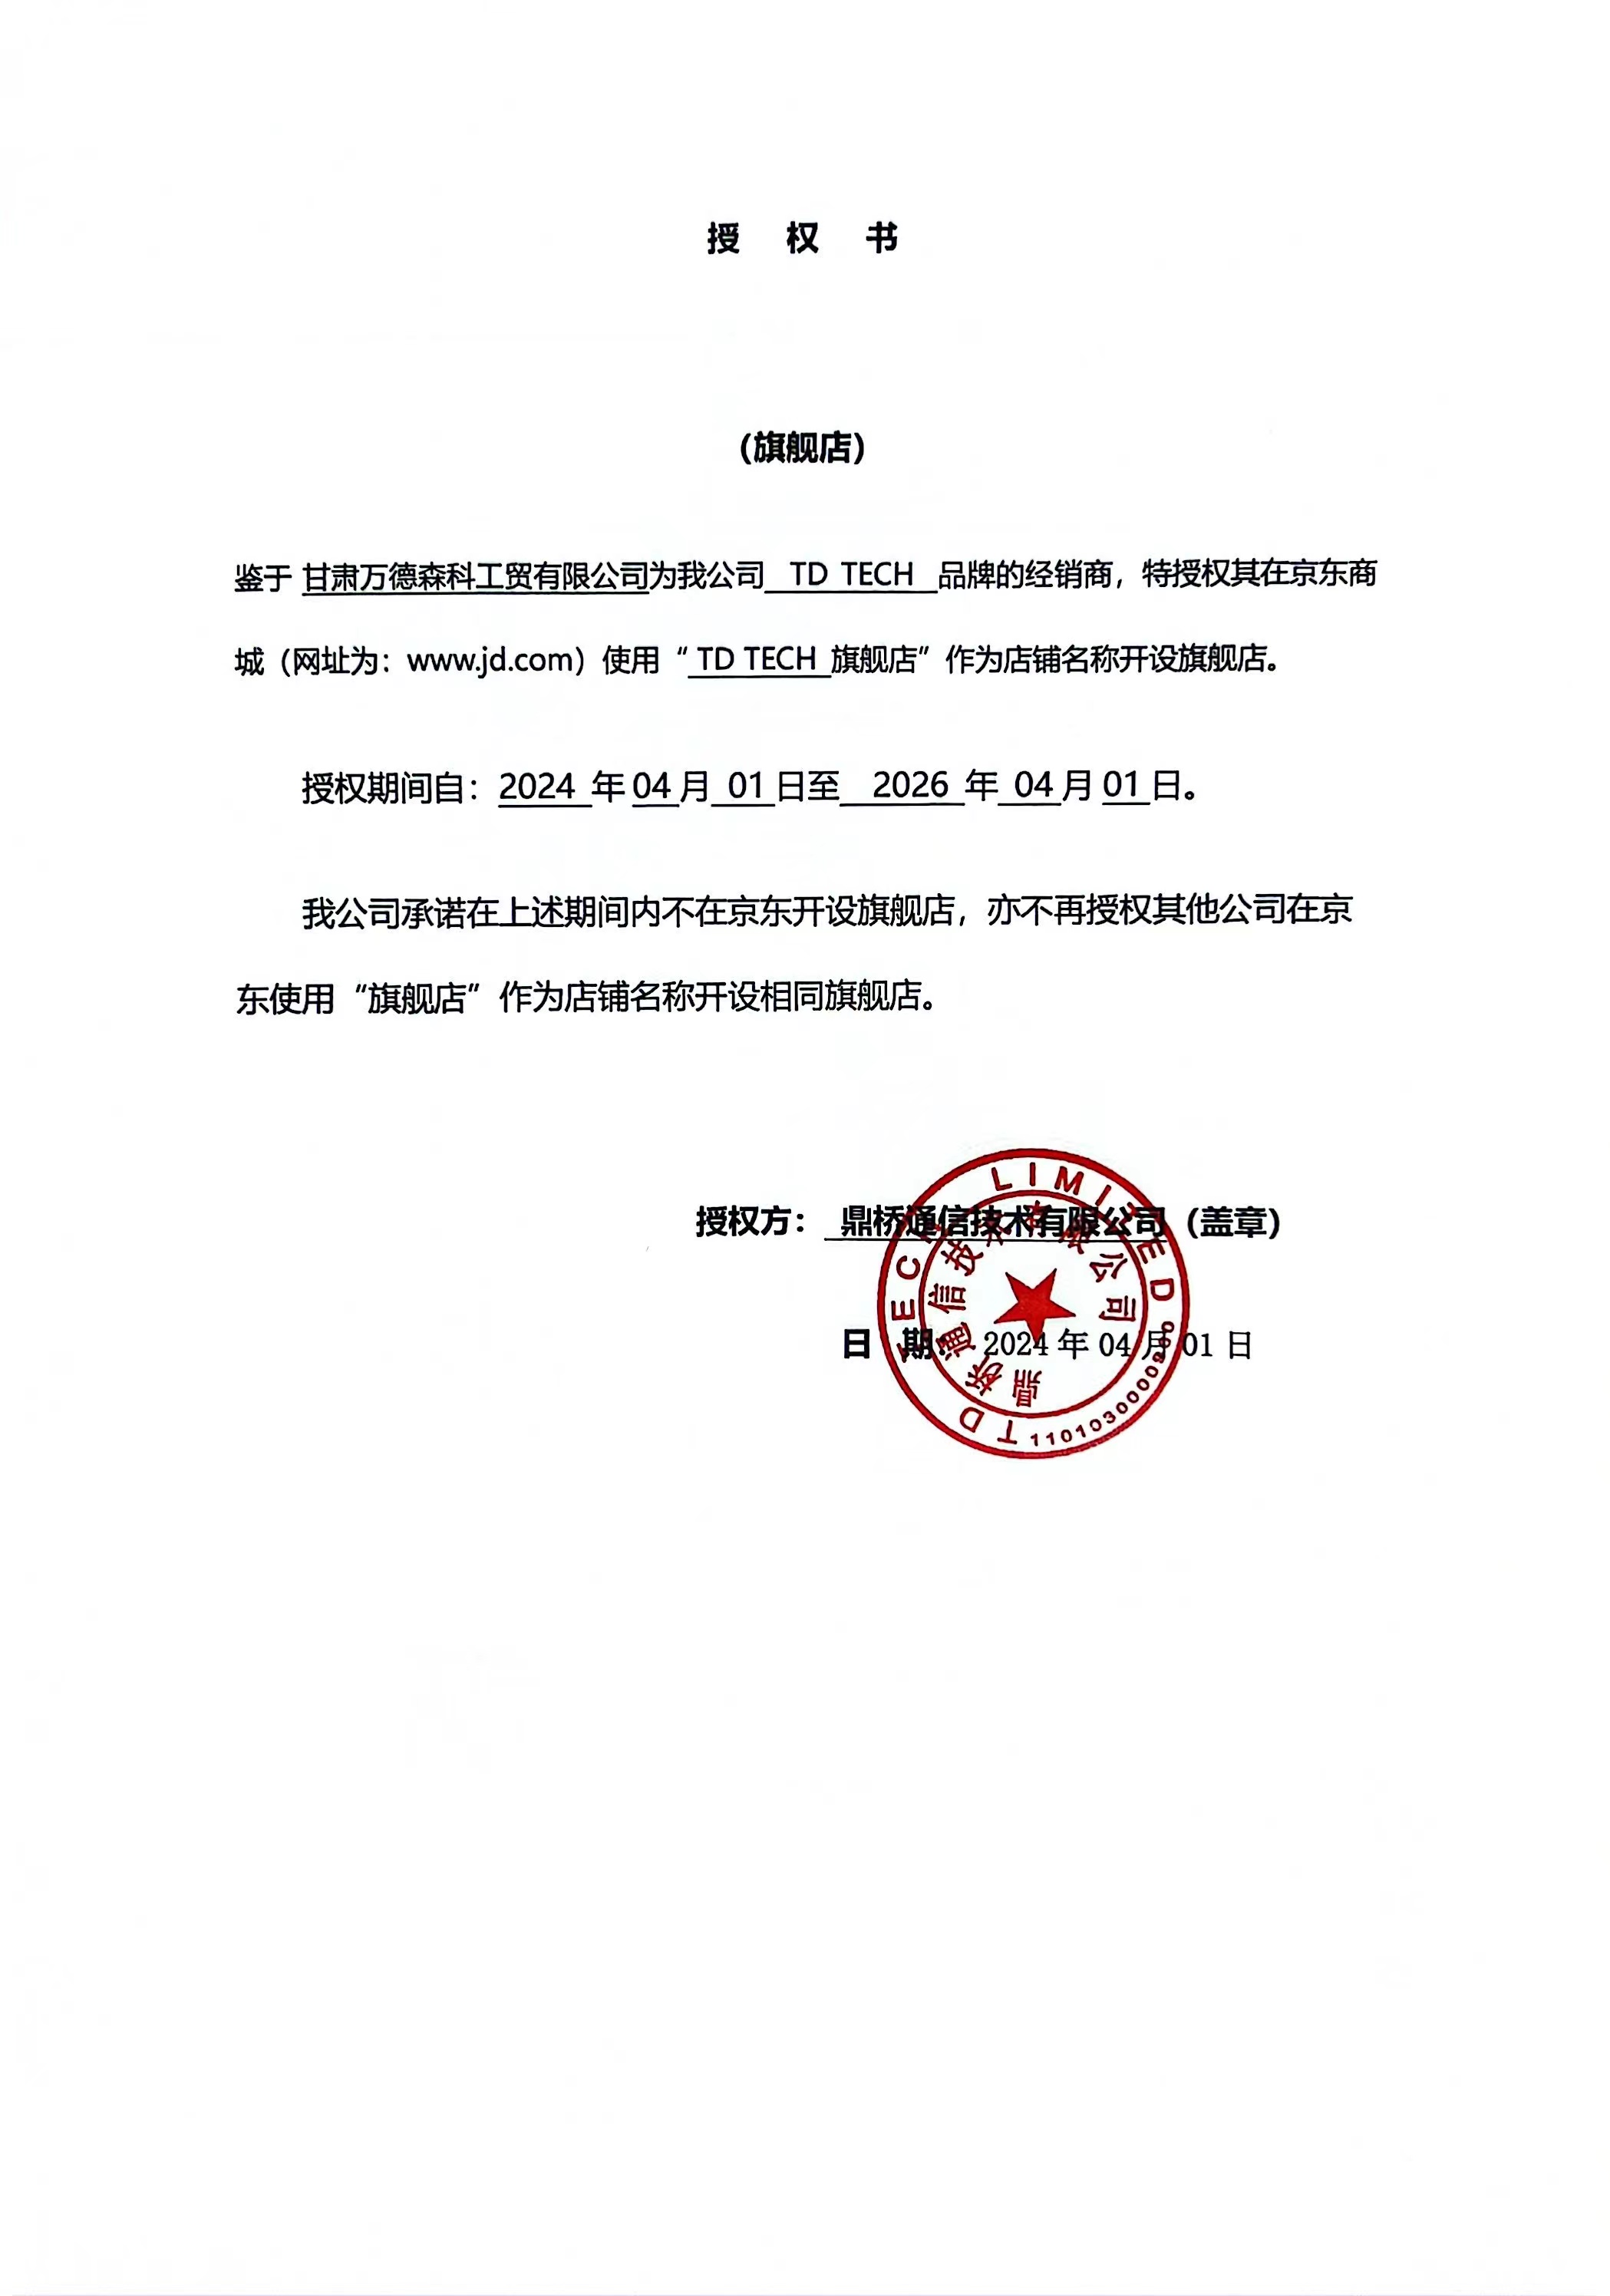 授 权 书
(旗舰店)
鉴于 甘肃万德森科工贸有限公司为我公司 TD TECH 品牌的经销商，特授权其在京东商
城（网址为：www.jd.com）使用“ TD TECH 旗舰店”作为店铺名称开设旗舰店。
授权期间自：2024 年 04 月 01 日至 2026 年 04 月 01 日。
我公司承诺在上述期间内不在京东开设旗舰店，亦不再授权其他公司在京
东使用“旗舰店”作为店铺名称开设相同旗舰店。
授权方： 鼎桥通信技术有限公司（盖章）
日 期： 2024 年 04 月 01 日
TD TECH LIMITED
鼎桥通信技术有限公司